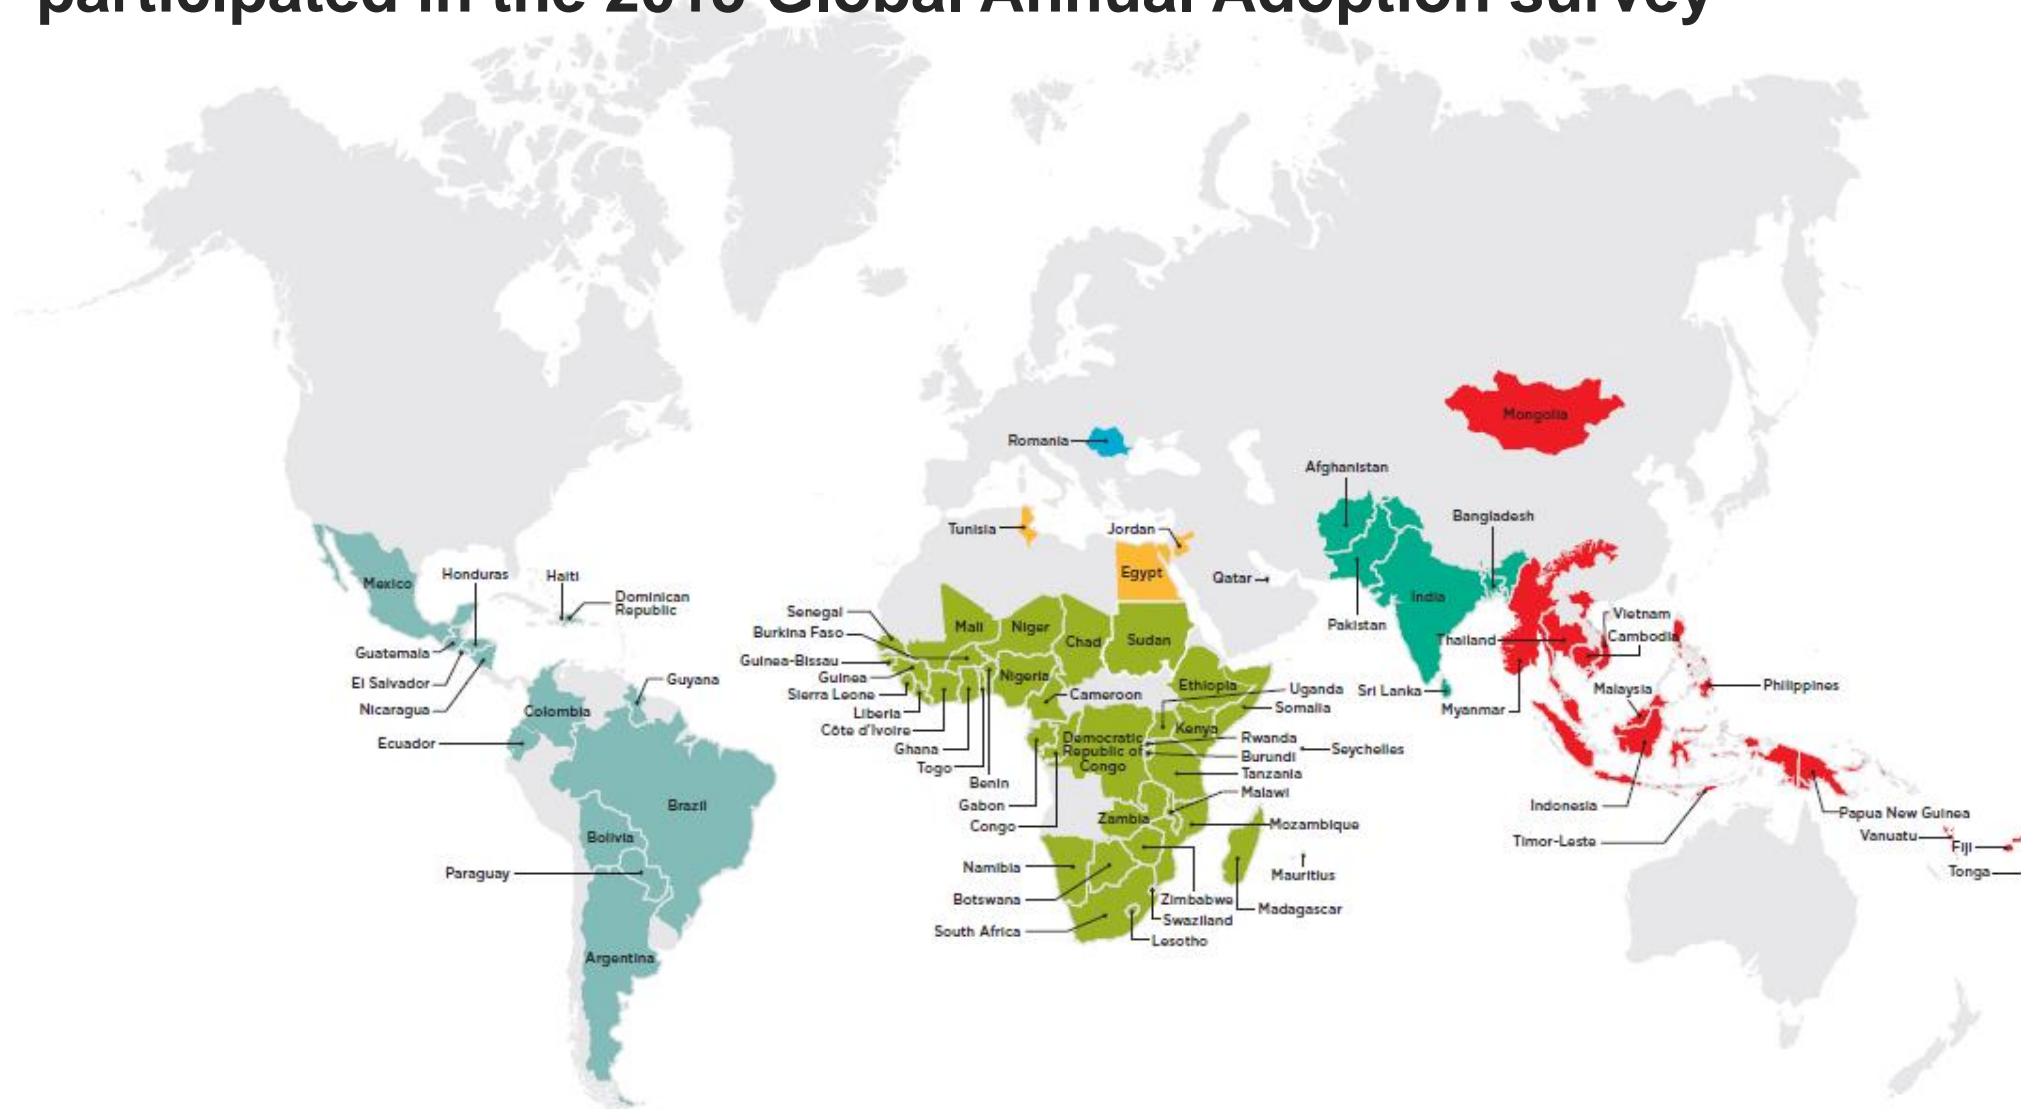 participated in the 2016 Global Annual Adoption survey
Mongolia
Romania
Afghanistan
Bangladesh
Tunisia
Jordan
Egypt
Qatar
India
Pakistan
Vietnam
Thailand
Cambodia
Sri Lanka
Myanmar
Malaysia
Philippines
Indonesia
Timor-Leste
Papua New Guinea
Vanuatu
Fiji
Tonga
Mexico
Honduras
Haiti
Dominican
Republic
Guatemala
El Salvador
Nicaragua
Guyana
Colombia
Ecuador
Brazil
Bolivia
Paraguay
Argentina
Senegal
Burkina Faso
Guinea-Bissau
Guinea
Sierra Leone
Liberia
Côte d'Ivoire
Ghana
Togo
Benin
Gabon
Congo
Mali
Niger
Chad
Sudan
Nigeria
Cameroon
Ethiopia
Uganda
Somalia
Kenya
Democratic
Republic of
Congo
Rwanda
Burundi
Seychelles
Tanzania
Malawi
Zambia
Mozambique
Namibia
Botswana
South Africa
Mauritius
Zimbabwe
Madagascar
Swaziland
Lesotho